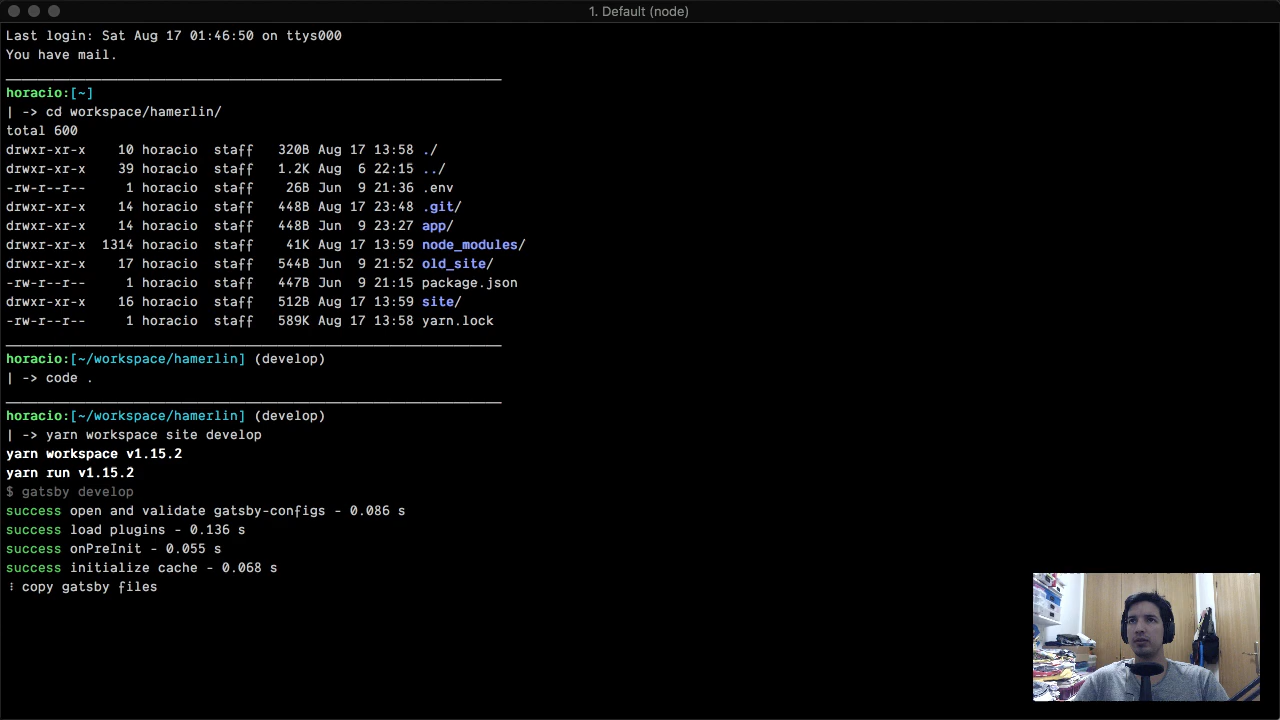 1. Default (node)
Last login: Sat Aug 17 01:46:50 on ttys000
You have mail.
horacio:[~]
| -> cd workspace/hamerlin/
total 600
drwxr-xr-x    10 horacio  staff   320B Aug 17 13:58 ./
drwxr-xr-x    39 horacio  staff   1.2K Aug  6 22:15 ../
-rw-r--r--     1 horacio  staff    26B Jun  9 21:36 .env
drwxr-xr-x    14 horacio  staff   448B Aug 17 23:48 .git/
drwxr-xr-x    14 horacio  staff   448B Jun  9 23:27 app/
drwxr-xr-x  1314 horacio  staff    41K Aug 17 13:59 node_modules/
drwxr-xr-x    17 horacio  staff   544B Jun  9 21:52 old_site/
-rw-r--r--     1 horacio  staff   447B Jun  9 21:15 package.json
drwxr-xr-x    16 horacio  staff   512B Aug 17 13:59 site/
-rw-r--r--     1 horacio  staff   589K Aug 17 13:58 yarn.lock
horacio:[~/workspace/hamerlin] (develop)
| -> code .
horacio:[~/workspace/hamerlin] (develop)
| -> yarn workspace site develop
yarn workspace v1.15.2
yarn run v1.15.2
$ gatsby develop
success open and validate gatsby-configs - 0.086 s
success load plugins - 0.136 s
success onPreInit - 0.055 s
success initialize cache - 0.068 s
⠇ copy gatsby files